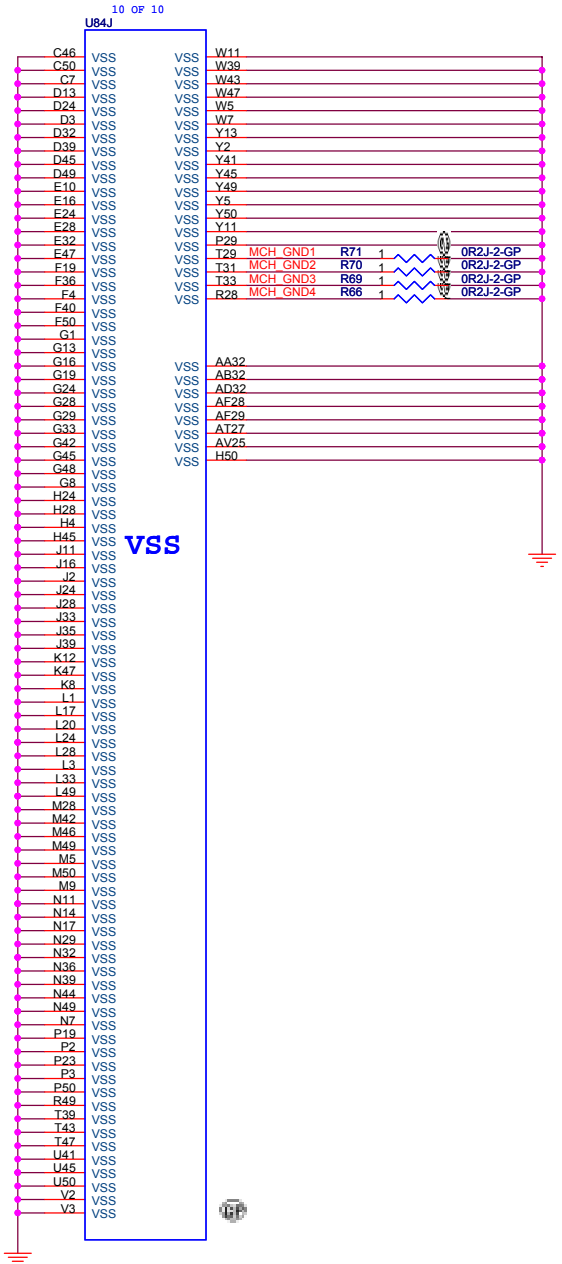 10 OF 10
U84J
C46 VSS VSS W11
C50 VSS VSS W39
C7 VSS VSS W43
D13 VSS VSS W47
D24 VSS VSS W5
D3 VSS VSS W7
D32 VSS VSS Y13
D39 VSS VSS Y2
D45 VSS VSS Y41
D49 VSS VSS Y45
E10 VSS VSS Y49
E16 VSS VSS Y5
E24 VSS VSS Y50
E28 VSS VSS Y11
E32 VSS VSS P29
E47 VSS VSS T29 MCH_GND1 R71 1 0R2J-2-GP
F19 VSS VSS T31 MCH_GND2 R70 1 0R2J-2-GP
F36 VSS VSS T33 MCH_GND3 R69 1 0R2J-2-GP
F4 VSS VSS R28 MCH_GND4 R66 1 0R2J-2-GP
F40 VSS
F50 VSS
G1 VSS
G13 VSS
G16 VSS VSS AA32
G19 VSS VSS AB32
G24 VSS VSS AD32
G28 VSS VSS AF28
G29 VSS VSS AF29
G33 VSS VSS AT27
G42 VSS VSS AV25
G45 VSS VSS H50
G48 VSS
G8 VSS
H24 VSS
H28 VSS
H4 VSS
H45 VSS
VSS
J11 VSS
J16 VSS
J2 VSS
J24 VSS
J28 VSS
J33 VSS
J35 VSS
J39 VSS
K12 VSS
K47 VSS
K8 VSS
L1 VSS
L17 VSS
L20 VSS
L24 VSS
L28 VSS
L3 VSS
L33 VSS
L49 VSS
M28 VSS
M42 VSS
M46 VSS
M49 VSS
M5 VSS
M50 VSS
M9 VSS
N11 VSS
N14 VSS
N17 VSS
N29 VSS
N32 VSS
N36 VSS
N39 VSS
N44 VSS
N49 VSS
N7 VSS
P19 VSS
P2 VSS
P23 VSS
P3 VSS
P50 VSS
R49 VSS
T39 VSS
T43 VSS
T47 VSS
U41 VSS
U45 VSS
U50 VSS
V2 VSS
V3 VSS
GP